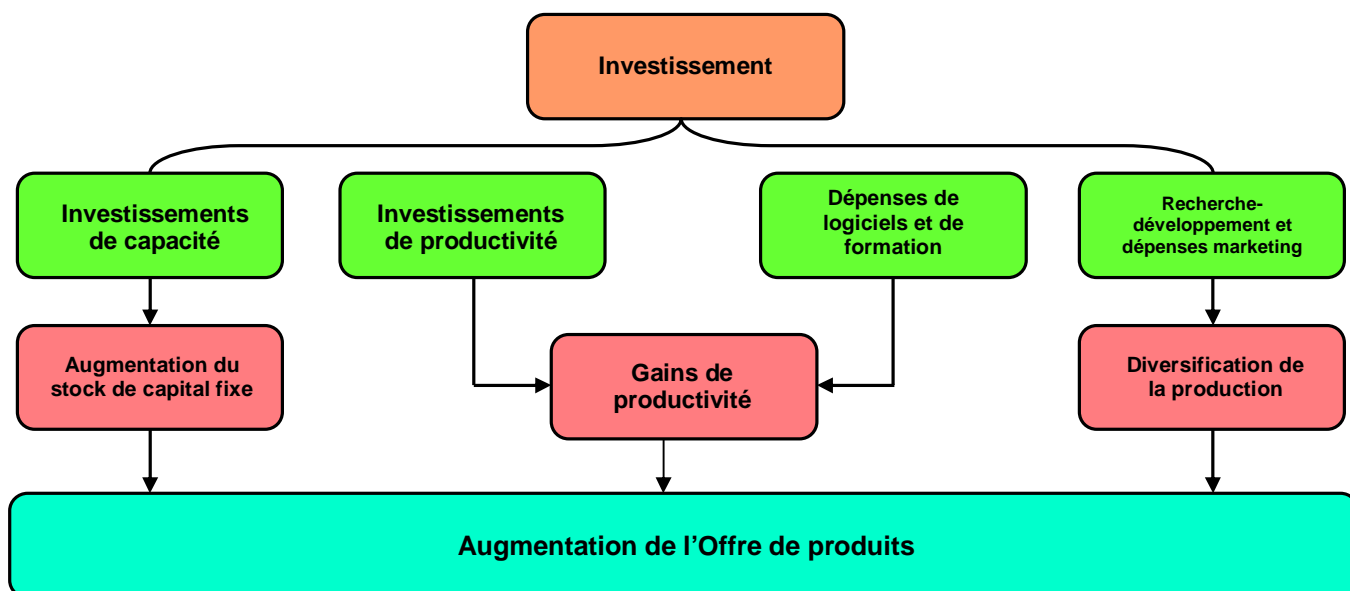 Investissement
Investissements
de capacité
Investissements
de productivité
Dépenses de
logiciels et de
formation
Recherche-
développement et
dépenses marketing
Augmentation du
stock de capital fixe
Gains de
productivité
Diversification de
la production
Augmentation de l’Offre de produits